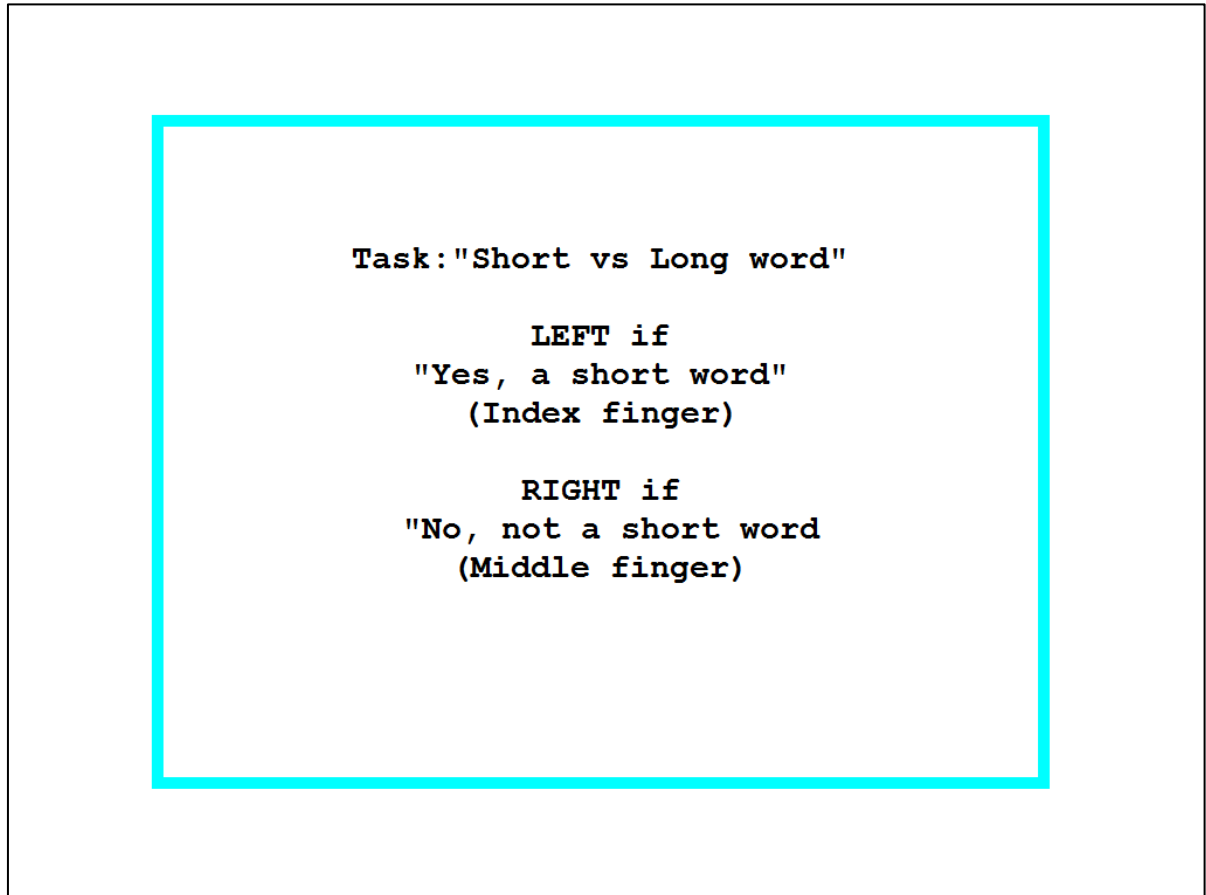 Task:"Short vs Long word"
LEFT if
"Yes, a short word"
(Index finger)
RIGHT if
"No, not a short word
(Middle finger)